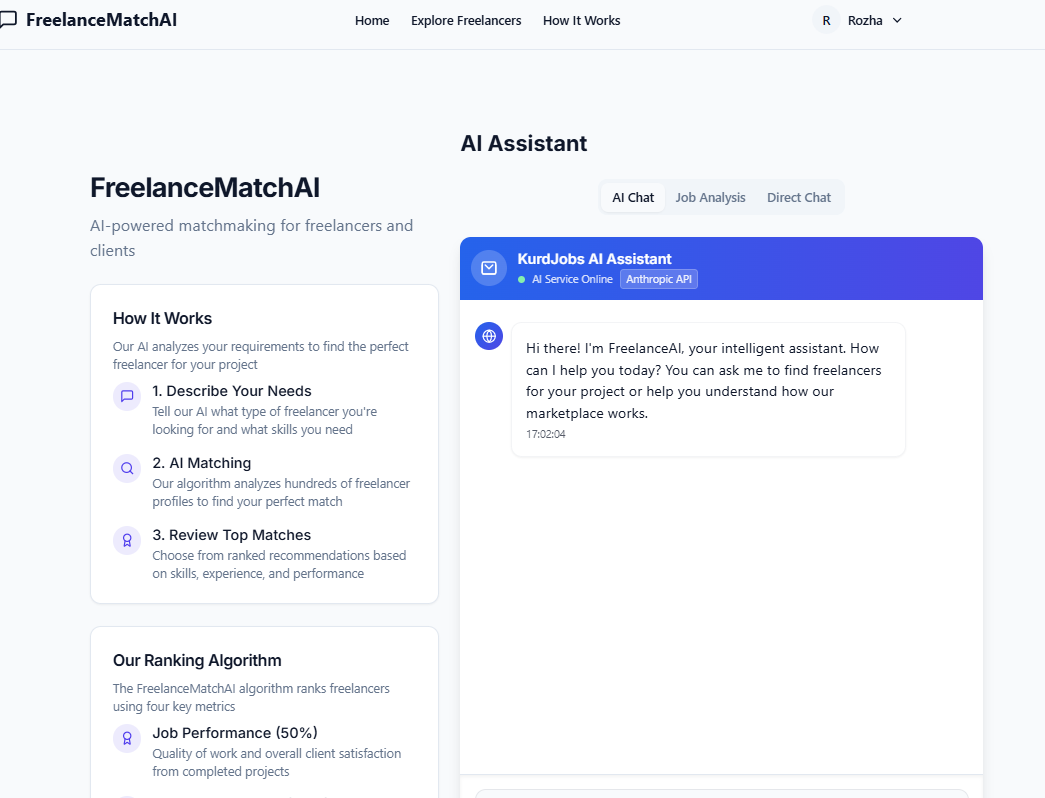 FreelanceMatchAI
Home
Explore Freelancers
How It Works
R
Rozha
FreelanceMatchAI
AI-powered matchmaking for freelancers and
clients
How It Works
Our AI analyzes your requirements to find the perfect
freelancer for your project
1. Describe Your Needs
Tell our AI what type of freelancer you're
looking for and what skills you need
2. AI Matching
Our algorithm analyzes hundreds of freelancer
profiles to find your perfect match
3. Review Top Matches
Choose from ranked recommendations based
on skills, experience, and performance
Our Ranking Algorithm
The FreelanceMatchAI algorithm ranks freelancers
using four key metrics
Job Performance (50%)
Quality of work and overall client satisfaction
from completed projects
AI Assistant
AI Chat
Job Analysis
Direct Chat
KurdJobs AI Assistant
AI Service Online
Anthropic API
Hi there! I'm FreelanceAI, your intelligent assistant. How
can I help you today? You can ask me to find freelancers
for your project or help you understand how our
marketplace works.
17:02:04